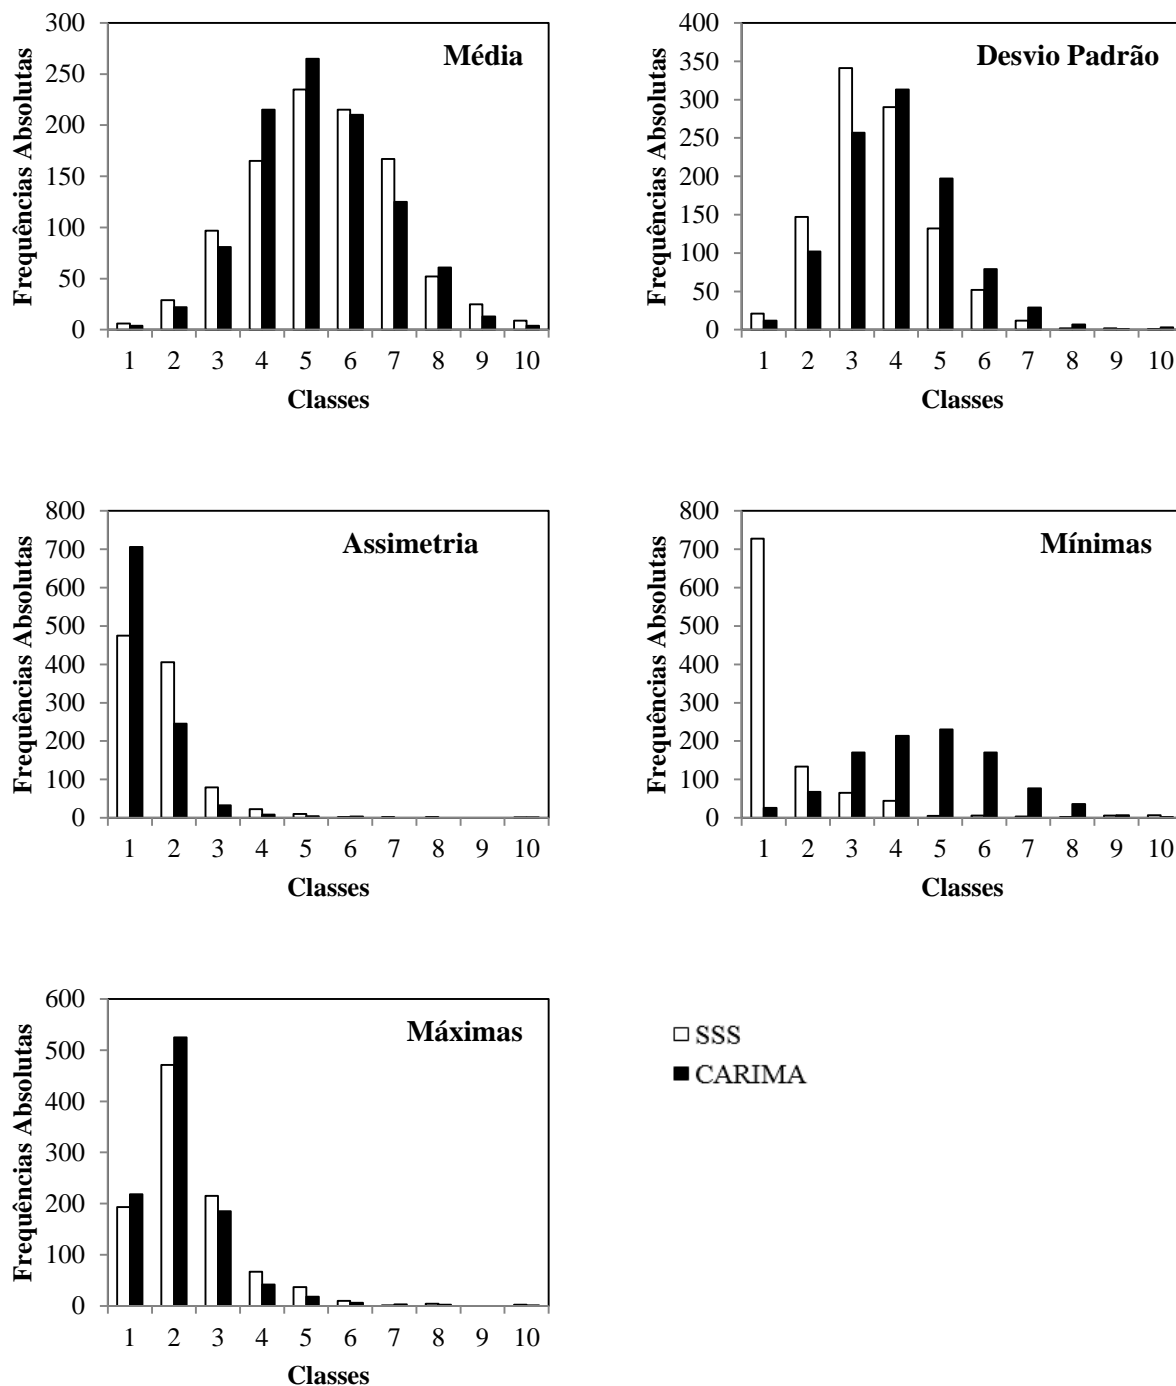 Média
Frequências Absolutas
300
250
200
150
100
50
0
1 2 3 4 5 6 7 8 9 10
Classes
Desvio Padrão
Frequências Absolutas
400
350
300
250
200
150
100
50
0
1 2 3 4 5 6 7 8 9 10
Classes
Assimetria
Frequências Absolutas
800
700
600
500
400
300
200
100
0
1 2 3 4 5 6 7 8 9 10
Classes
Mínimas
Frequências Absolutas
800
700
600
500
400
300
200
100
0
1 2 3 4 5 6 7 8 9 10
Classes
Máximas
Frequências Absolutas
600
500
400
300
200
100
0
1 2 3 4 5 6 7 8 9 10
Classes
SSS
CARIMA